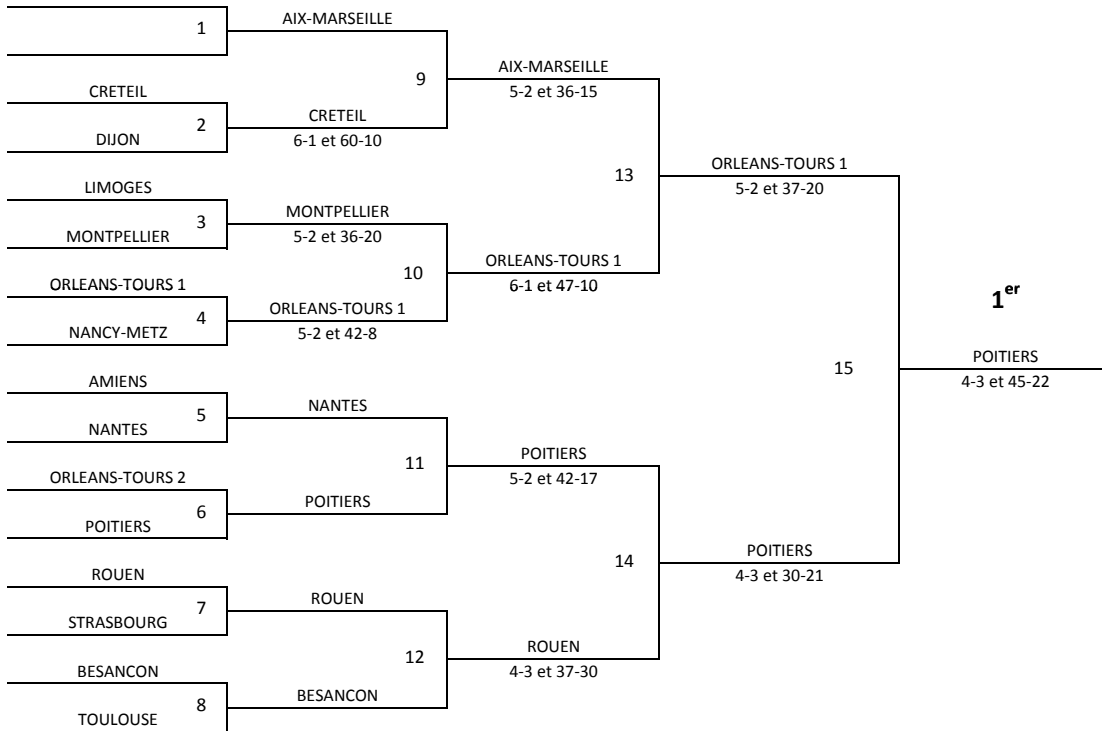 1
AIX-MARSEILLE
9
AIX-MARSEILLE
5-2 et 36-15
CRETEIL
2
DIJON
CRETEIL
6-1 et 60-10
13
ORLEANS-TOURS 1
5-2 et 37-20
LIMOGES
3
MONTPELLIER
MONTPELLIER
5-2 et 36-20
10
ORLEANS-TOURS 1
6-1 et 47-10
ORLEANS-TOURS 1
4
NANCY-METZ
ORLEANS-TOURS 1
5-2 et 42-8
1er
15
POITIERS
4-3 et 45-22
AMIENS
5
NANTES
NANTES
11
POITIERS
5-2 et 42-17
ORLEANS-TOURS 2
6
POITIERS
POITIERS
14
POITIERS
4-3 et 30-21
ROUEN
7
STRASBOURG
ROUEN
12
ROUEN
4-3 et 37-30
BESANCON
8
TOULOUSE
BESANCON